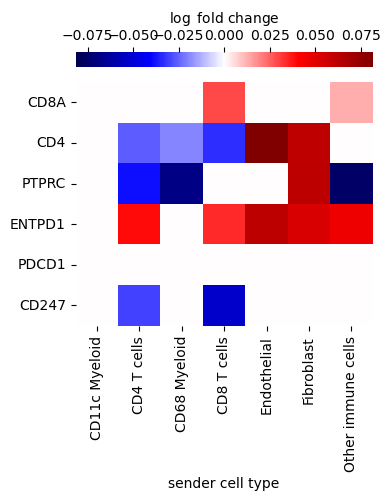 log fold change
−0.075−0.050−0.025 0.000 0.025 0.050 0.075
CD8A
CD4
PTPRC
ENTPD1
PDCD1
CD247
CD11c Myeloid
CD4 T cells
CD68 Myeloid
CD8 T cells
Endothelial
Fibroblast
Other immune cells
sender cell type